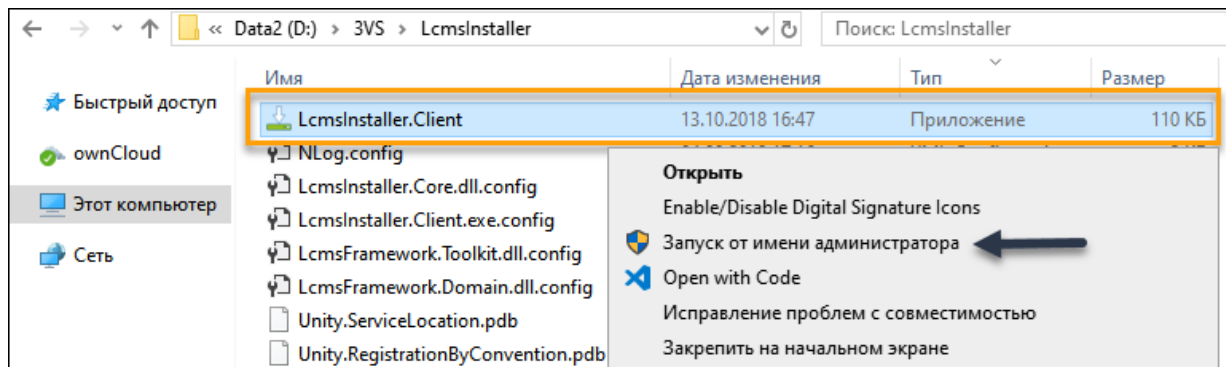 « Data2 (D:) › 3VS › LcmsInstaller
Поиск: LcmsInstaller
Имя Дата изменения Тип Размер
Быстрый доступ
ownCloud
Этот компьютер
Сеть
LcmsInstaller.Client 13.10.2018 16:47 Приложение 110 КБ
NLog.config
LcmsInstaller.Core.dll.config
LcmsInstaller.Client.exe.config
LcmsFramework.Toolkit.dll.config
LcmsFramework.Domain.dll.config
Unity.ServiceLocation.pdb
Unity.RegistrationByConvention.pdb
Открыть
Enable/Disable Digital Signature Icons
Запуск от имени администратора
Open with Code
Исправление проблем с совместимостью
Закрепить на начальном экране